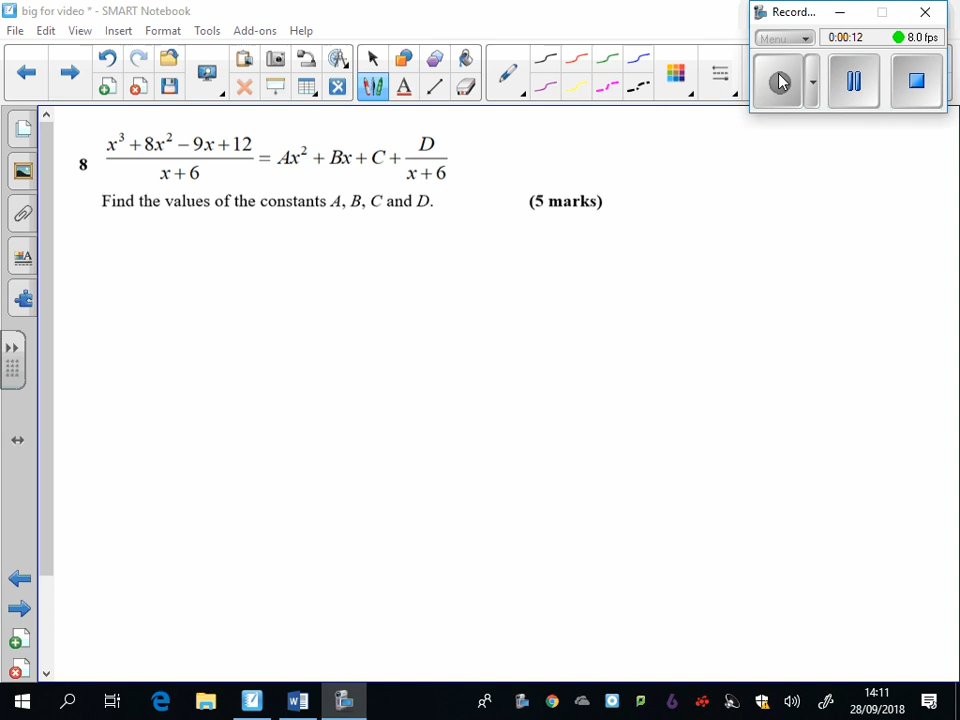 big for video * - SMART Notebook
Record...
File Edit View Insert Format Tools Add-ons Help
Menu 0:00:12 8.0 fps
8 \frac{x^3+8x^2-9x+12}{x+6} = Ax^2+Bx+C+\frac{D}{x+6}
Find the values of the constants A, B, C and D. (5 marks)
14:11
28/09/2018